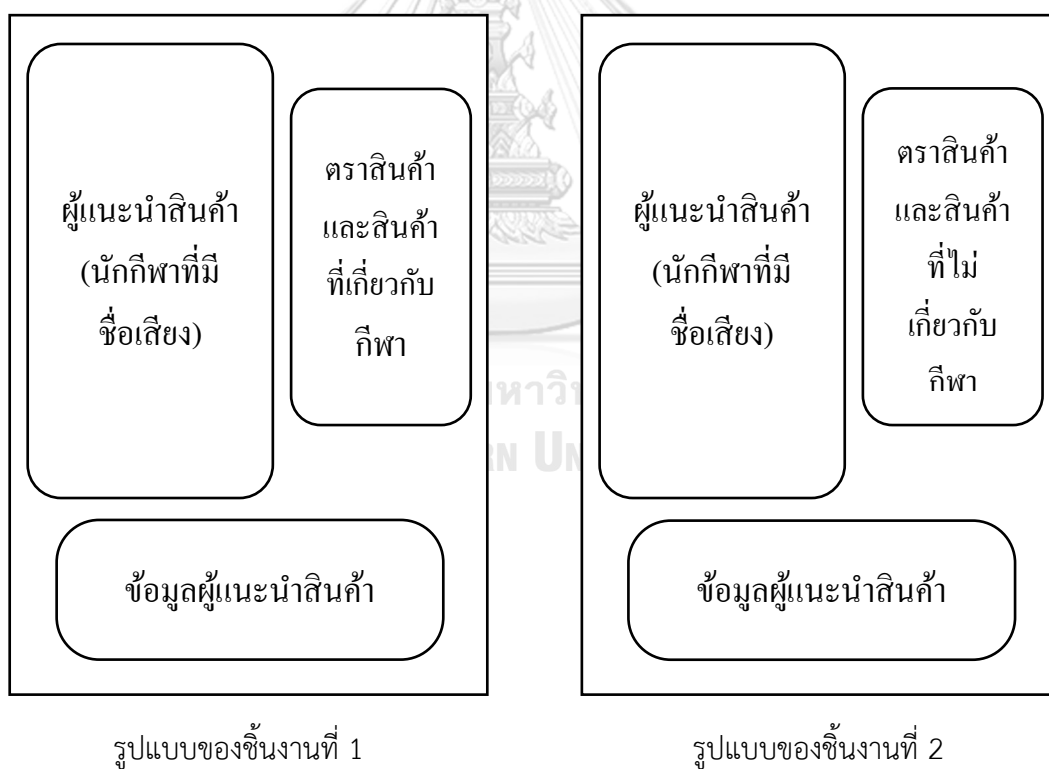 ผู้แนะนำสินค้า
(นักกีฬาที่มี
ชื่อเสียง)
ตราสินค้า
และสินค้า
ที่เกี่ยวกับ
กีฬา
ข้อมูลผู้แนะนำสินค้า
รูปแบบของชิ้นงานที่ 1
ผู้แนะนำสินค้า
(นักกีฬาที่มี
ชื่อเสียง)
ตราสินค้า
และสินค้า
ที่ไม่
เกี่ยวกับ
กีฬา
ข้อมูลผู้แนะนำสินค้า
รูปแบบของชิ้นงานที่ 2